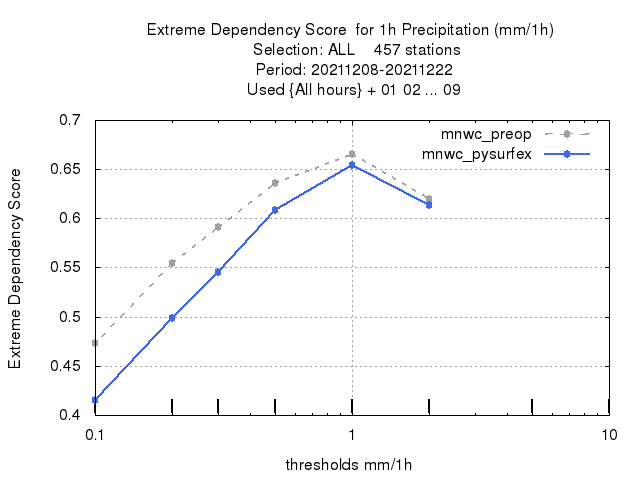 Extreme Dependency Score  for 1h Precipitation (mm/1h)
Selection: ALL    457 stations
Period: 20211208-20211222
Used {All hours} + 01 02 ... 09
mnwc_preop
mnwc_pysurfex
Extreme Dependency Score
0.7
0.65
0.6
0.55
0.5
0.45
0.4
0.1 1 10
thresholds mm/1h